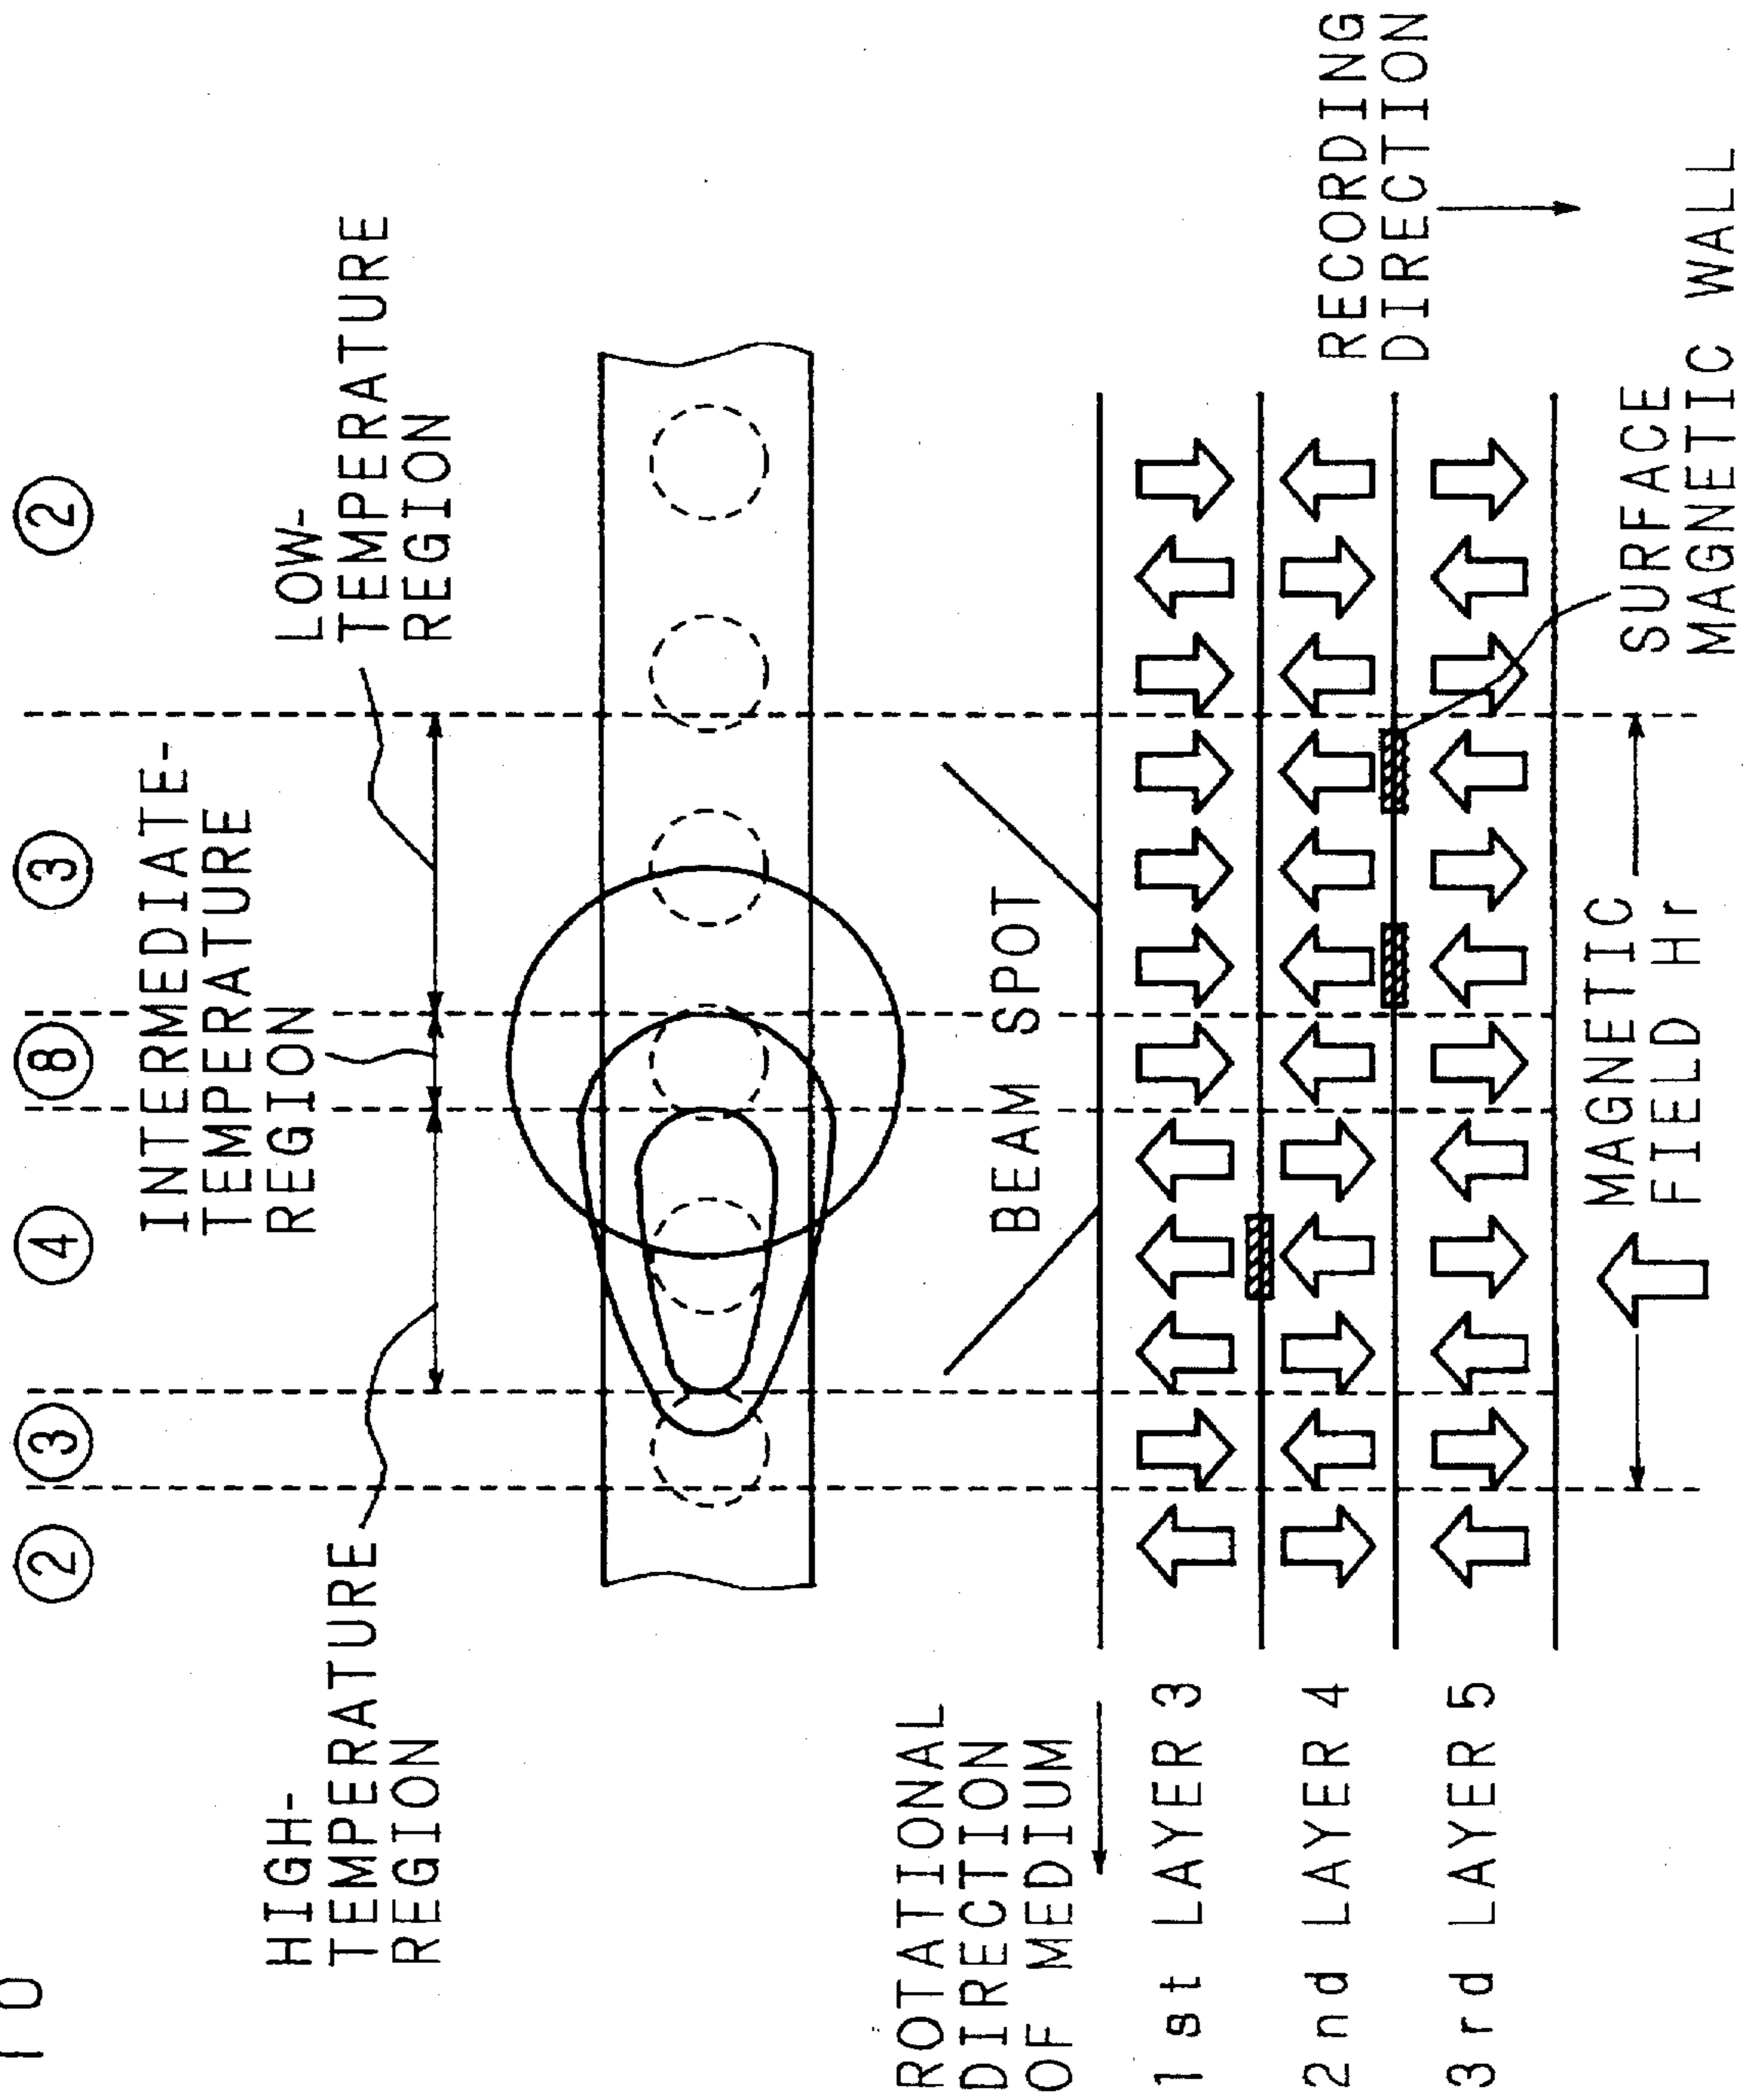 10
② ③ ④ ⑧ ③ ②
INTERMEDIATE-
TEMPERATURE
REGION
HIGH-
TEMPERATURE
REGION
LOW-
TEMPERATURE
REGION
BEAM SPOT
ROTATIONAL
DIRECTION
OF MEDIUM
1st LAYER 3
2nd LAYER 4
3rd LAYER 5
RECORDING
DIRECTION
MAGNETIC
FIELD Hr
SURFACE
MAGNETIC WALL